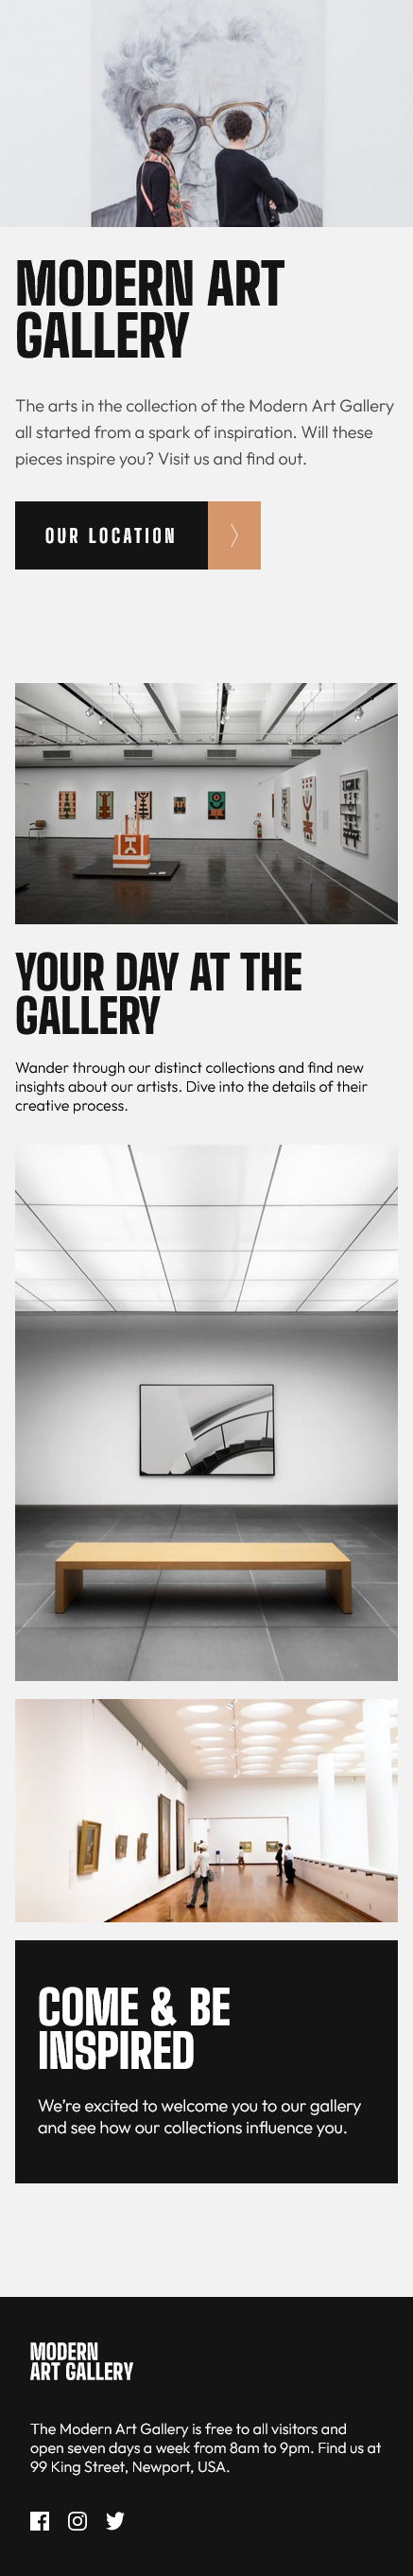 MODERN ART
GALLERY
The arts in the collection of the Modern Art Gallery
all started from a spark of inspiration. Will these
pieces inspire you? Visit us and find out.
OUR LOCATION
YOUR DAY AT THE
GALLERY
Wander through our distinct collections and find new
insights about our artists. Dive into the details of their
creative process.
COME & BE
INSPIRED
We’re excited to welcome you to our gallery
and see how our collections influence you.
MODERN
ART GALLERY
The Modern Art Gallery is free to all visitors and
open seven days a week from 8am to 9pm. Find us at
99 King Street, Newport, USA.